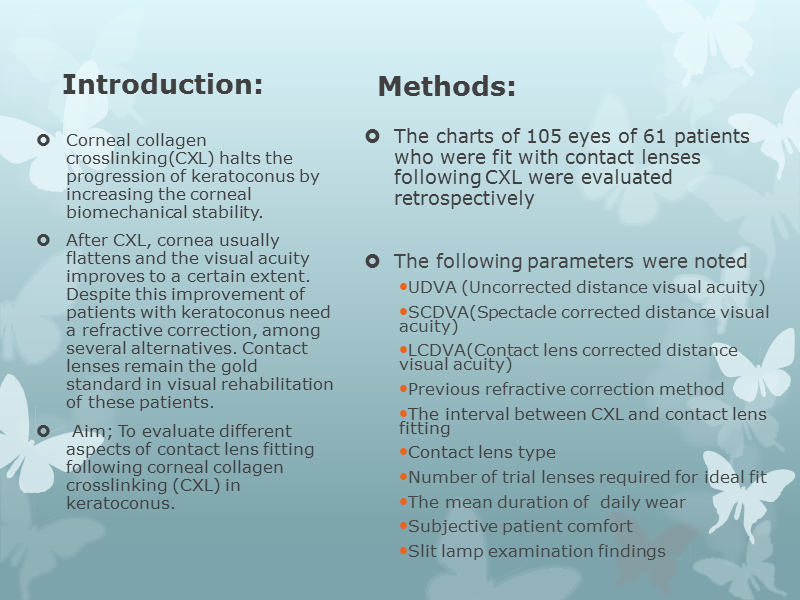 Introduction:
Corneal collagen
crosslinking(CXL) halts the
progression of keratoconus by
increasing the corneal
biomechanical stability.
After CXL, cornea usually
flattens and the visual acuity
improves to a certain extent.
Despite this improvement of
patients with keratoconus need
a refractive correction, among
several alternatives. Contact
lenses remain the gold
standard in visual rehabilitation
of these patients.
Aim; To evaluate different
aspects of contact lens fitting
following corneal collagen
crosslinking (CXL) in
keratoconus.
Methods:
The charts of 105 eyes of 61 patients
who were fit with contact lenses
following CXL were evaluated
retrospectively
The following parameters were noted
•UDVA (Uncorrected distance visual acuity)
•SCDVA(Spectacle corrected distance visual
acuity)
•LCDVA(Contact lens corrected distance
visual acuity)
•Previous refractive correction method
•The interval between CXL and contact lens
fitting
•Contact lens type
•Number of trial lenses required for ideal fit
•The mean duration of daily wear
•Subjective patient comfort
•Slit lamp examination findings